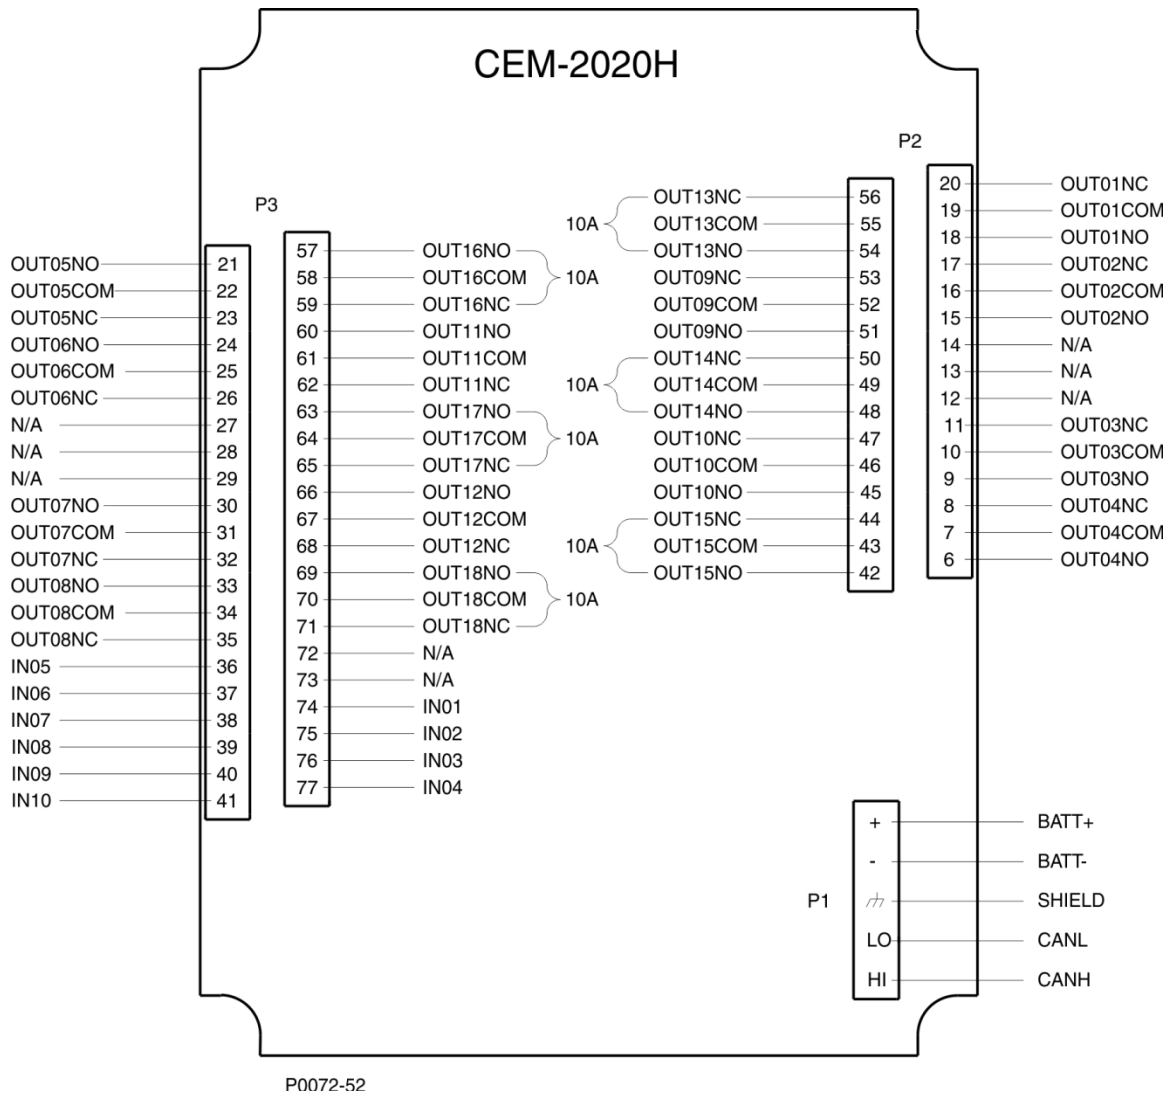 CEM-2020H
P2
P3
OUT05NO 21
OUT05COM 22
OUT05NC 23
OUT06NO 24
OUT06COM 25
OUT06NC 26
N/A 27
N/A 28
N/A 29
OUT07NO 30
OUT07COM 31
OUT07NC 32
OUT08NO 33
OUT08COM 34
OUT08NC 35
IN05 36
IN06 37
IN07 38
IN08 39
IN09 40
IN10 41
57 OUT16NO
58 OUT16COM 10A
59 OUT16NC
60 OUT11NO
61 OUT11COM
62 OUT11NC
63 OUT17NO
64 OUT17COM 10A
65 OUT17NC
66 OUT12NO
67 OUT12COM
68 OUT12NC
69 OUT18NO
70 OUT18COM 10A
71 OUT18NC
72 N/A
73 N/A
74 IN01
75 IN02
76 IN03
77 IN04
OUT13NC 56
10A OUT13COM 55
OUT13NO 54
OUT09NC 53
OUT09COM 52
OUT09NO 51
OUT14NC 50
10A OUT14COM 49
OUT14NO 48
OUT10NC 47
OUT10COM 46
OUT10NO 45
OUT15NC 44
10A OUT15COM 43
OUT15NO 42
20 OUT01NC
19 OUT01COM
18 OUT01NO
17 OUT02NC
16 OUT02COM
15 OUT02NO
14 N/A
13 N/A
12 N/A
11 OUT03NC
10 OUT03COM
9 OUT03NO
8 OUT04NC
7 OUT04COM
6 OUT04NO
P1
+ BATT+
- BATT-
SHIELD
LO CANL
HI CANH
P0072-52